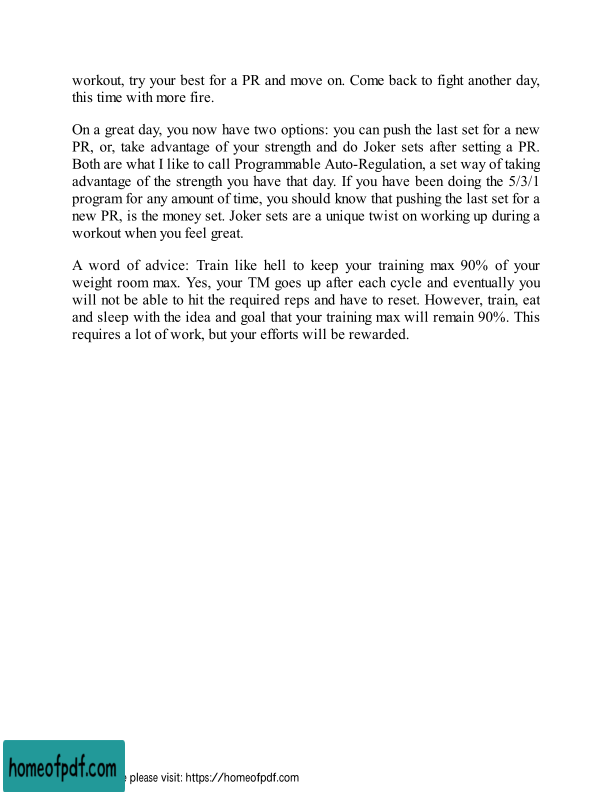 workout, try your best for a PR and move on. Come back to fight another day,
this time with more fire.
On a great day, you now have two options: you can push the last set for a new
PR, or, take advantage of your strength and do Joker sets after setting a PR.
Both are what I like to call Programmable Auto-Regulation, a set way of taking
advantage of the strength you have that day. If you have been doing the 5/3/1
program for any amount of time, you should know that pushing the last set for a
new PR, is the money set. Joker sets are a unique twist on working up during a
workout when you feel great.
A word of advice: Train like hell to keep your training max 90% of your
weight room max. Yes, your TM goes up after each cycle and eventually you
will not be able to hit the required reps and have to reset. However, train, eat
and sleep with the idea and goal that your training max will remain 90%. This
requires a lot of work, but your efforts will be rewarded.
homeofpdf.com
please visit: https://homeofpdf.com